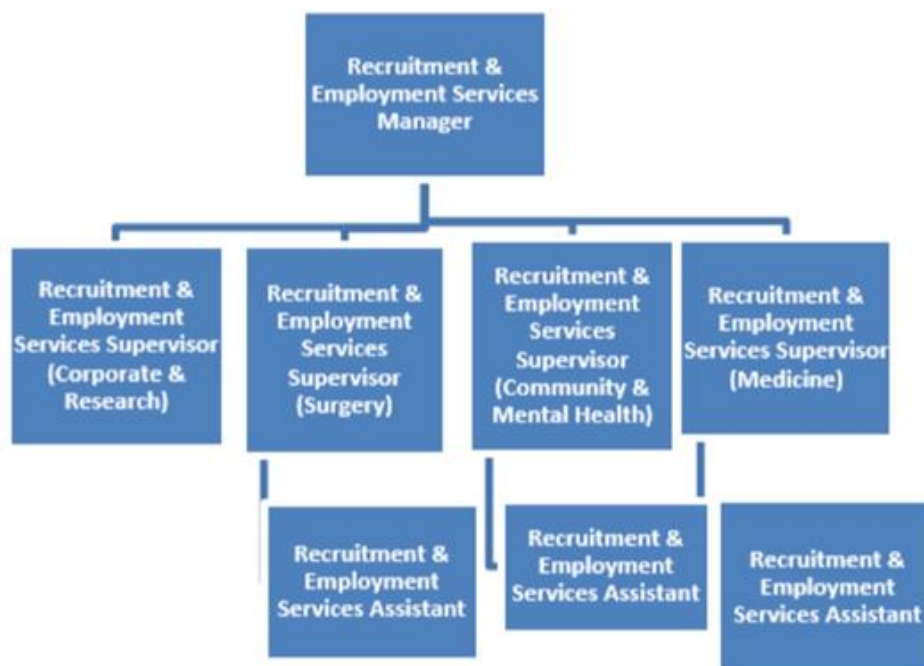 Recruitment &
Employment Services
Manager
Recruitment &
Employment
Services Supervisor
(Corporate &
Research)
Recruitment &
Employment
Services
Supervisor
(Surgery)
Recruitment &
Employment
Services
Supervisor
(Community &
Mental Health)
Recruitment &
Employment
Services Supervisor
(Medicine)
Recruitment &
Employment
Services Assistant
Recruitment &
Employment
Services Assistant
Recruitment &
Employment
Services Assistant